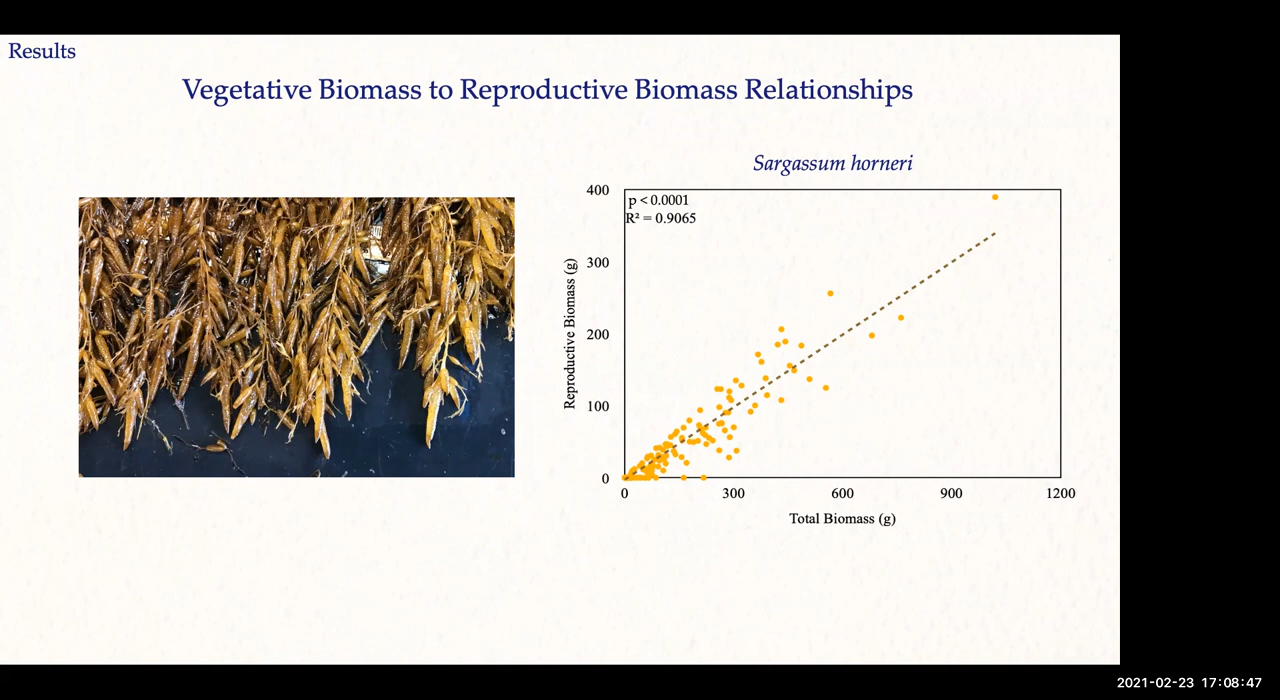 Results
Vegetative Biomass to Reproductive Biomass Relationships
Sargassum horneri
400
p < 0.0001
R² = 0.9065
300
200
100
0
Reproductive Biomass (g)
0 300 600 900 1200
Total Biomass (g)
2021-02-23 17:08:47